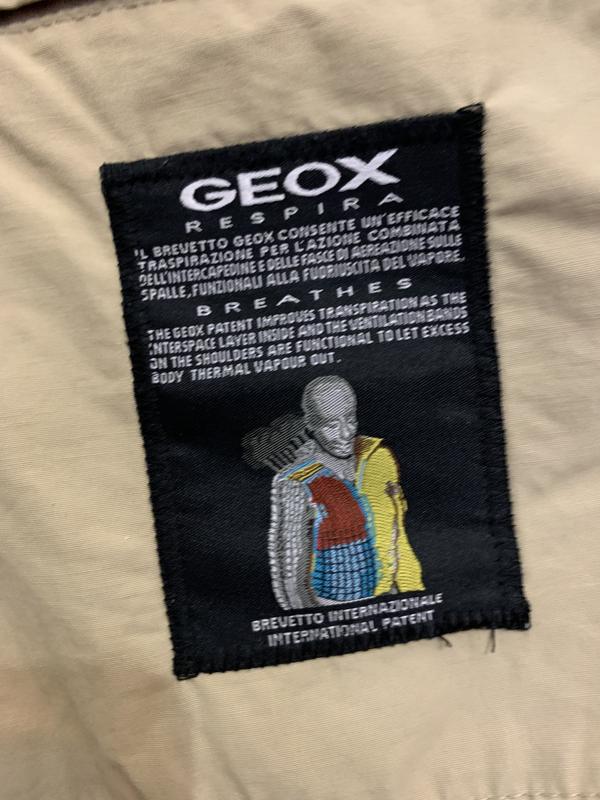 GEOX
RESPIRA
IL BREVETTO GEOX CONSENTE UN'EFFICACE
TRASPIRAZIONE PER L'AZIONE COMBINATA
DELL'INTERCAPEDINE E DELLE FASCE DI AEREAZIONE SULLE
SPALLE, FUNZIONALI ALLA FUORIUSCITA DEL VAPORE.
BREATHES
THE GEOX PATENT IMPROVES TRANSPIRATION AS THE
INTERSPACE LAYER INSIDE AND THE VENTILATION BANDS
ON THE SHOULDERS ARE FUNCTIONAL TO LET EXCESS
BODY THERMAL VAPOUR OUT.
BREVETTO INTERNAZIONALE
INTERNATIONAL PATENT